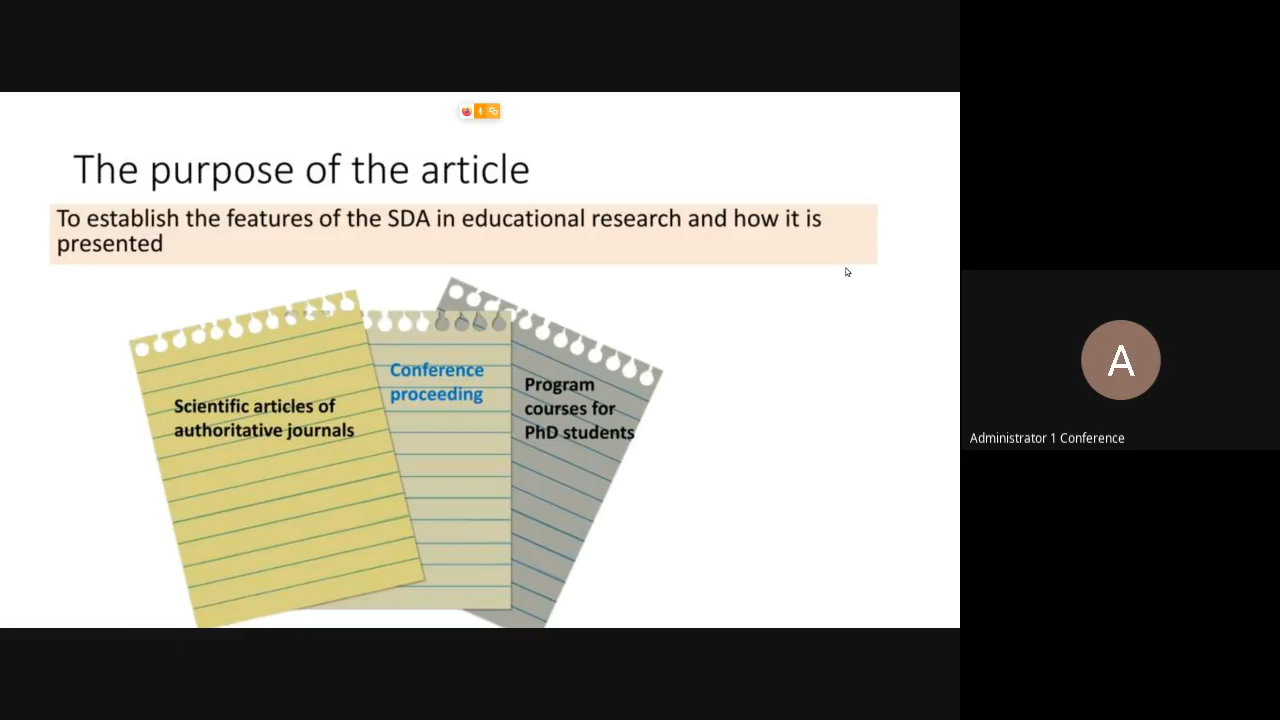 The purpose of the article
To establish the features of the SDA in educational research and how it is
presented
Scientific articles of
authoritative journals
Conference
proceeding
Program
courses for
PhD students
A
Administrator 1 Conference